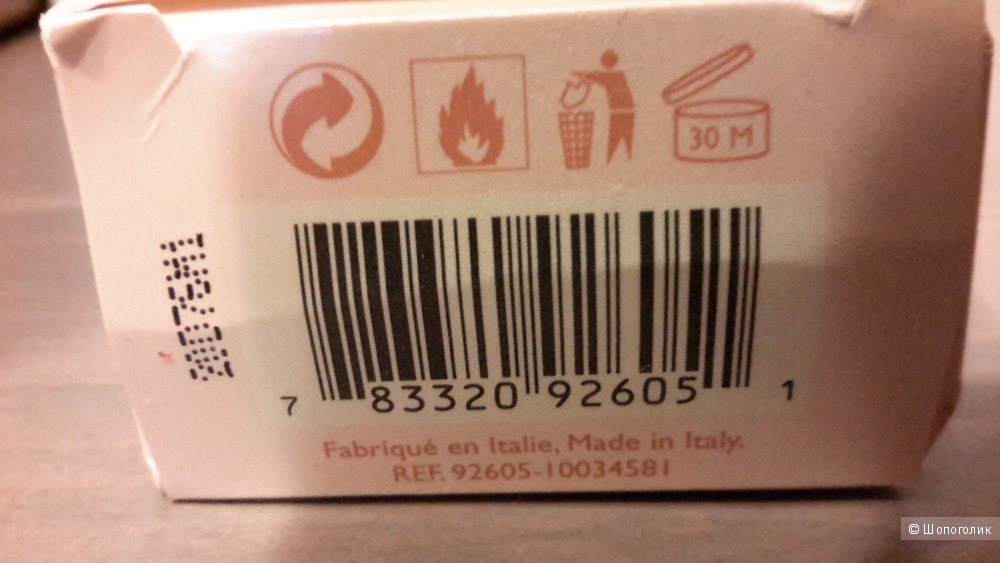 30 M
7 83320 92605 1
Fabriqué en Italie, Made in Italy.
REF. 92605-10034581
© Шопоголик